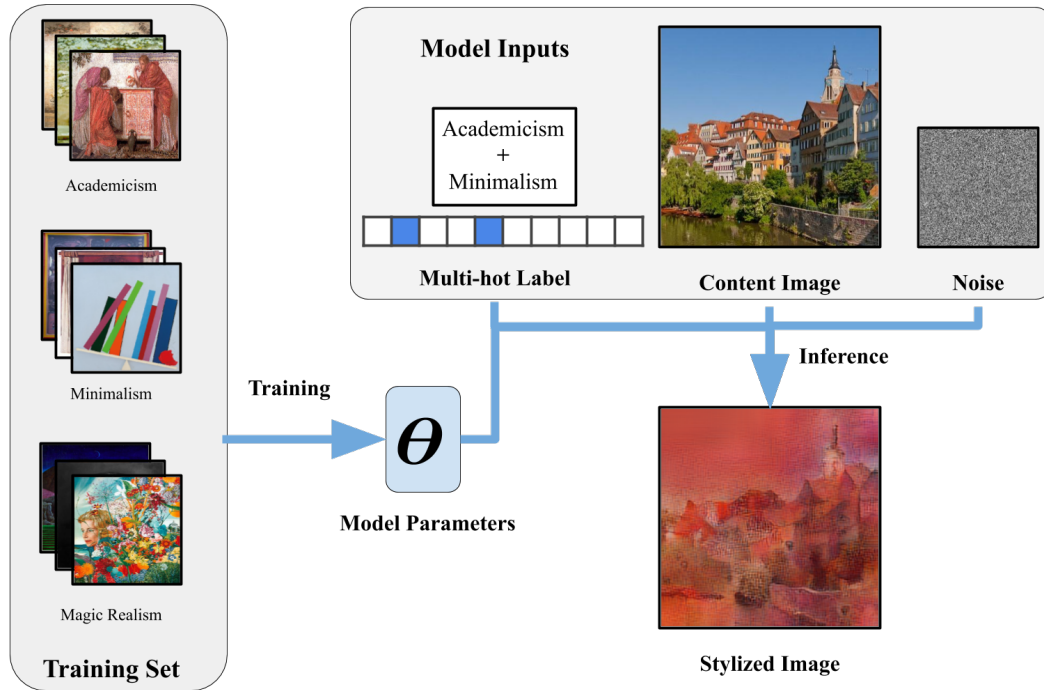 Academicism
Minimalism
Magic Realism
Training Set
Model Inputs
Academicism
+
Minimalism
Multi-hot Label
Content Image
Noise
Training
θ
Model Parameters
Inference
Stylized Image